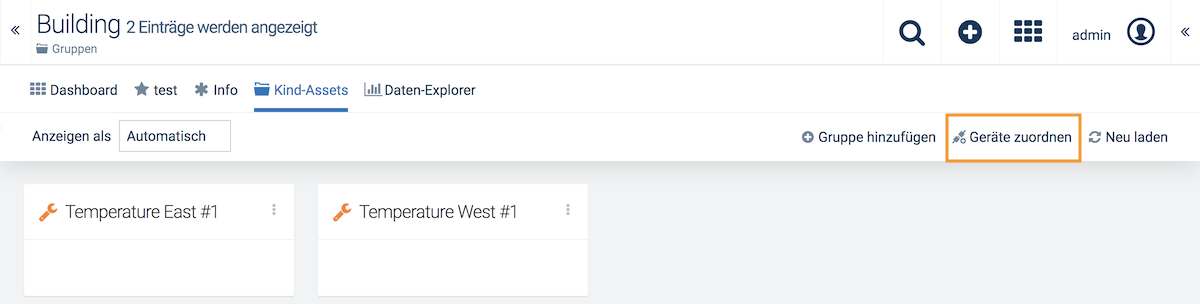 Building 2 Einträge werden angezeigt
Gruppen
admin
Dashboard test Info Kind-Assets Daten-Explorer
Anzeigen als Automatisch Gruppe hinzufügen Geräte zuordnen Neu laden
Temperature East #1 Temperature West #1